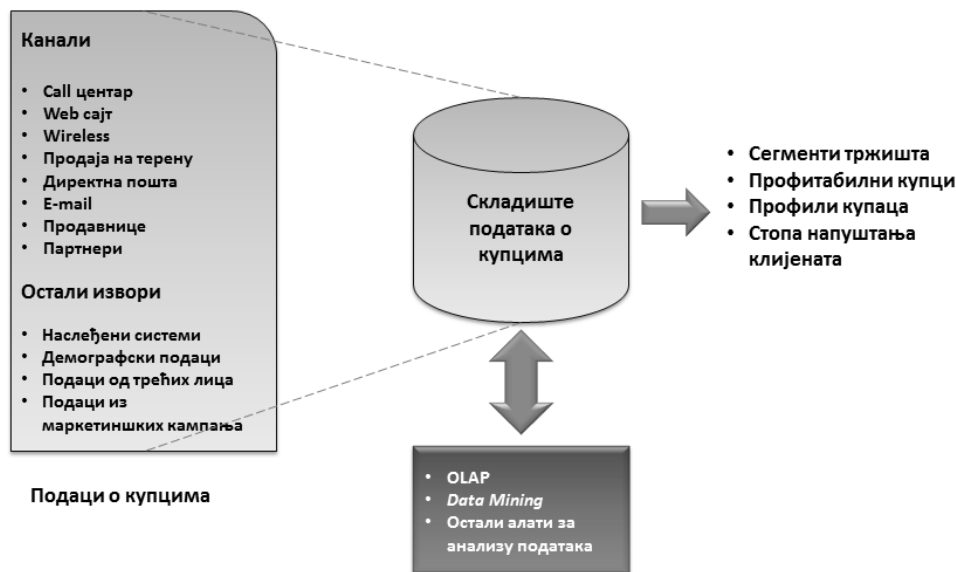 Канали
• Call центар
• Web сајт
• Wireless
• Продаја на терену
• Директна пошта
• E-mail
• Продавнице
• Партнери
Остали извори
• Наслеђени системи
• Демографски подаци
• Подаци од трећих лица
• Подаци из
маркетиншких кампања
Подаци о купцима
Складиште
података о
купцима
• Сегменти тржишта
• Профитабилни купци
• Профили купаца
• Стопа напуштања
клијената
• OLAP
• Data Mining
• Остали алати за
анализу података